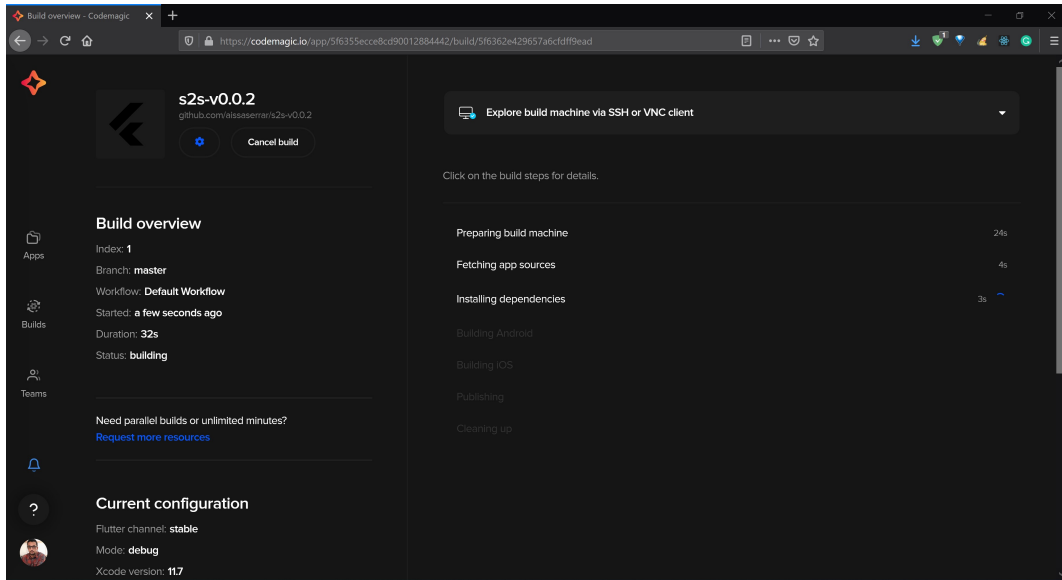 Build overview - Codemagic
https://codemagic.io/app/5f6355ecce8cd90012884442/build/5f6362e429657a6cfdff9ead
1
s2s-v0.0.2
github.com/aissaserrar/s2s-v0.0.2
Cancel build
Explore build machine via SSH or VNC client
Click on the build steps for details.
Build overview
Index: 1
Branch: master
Workflow: Default Workflow
Started: a few seconds ago
Duration: 32s
Status: building
Preparing build machine 24s
Fetching app sources 4s
Installing dependencies 3s
Building Android
Building iOS
Publishing
Cleaning up
Apps
Builds
Teams
Need parallel builds or unlimited minutes?
Request more resources
?
Current configuration
Flutter channel: stable
Mode: debug
Xcode version: 11.7